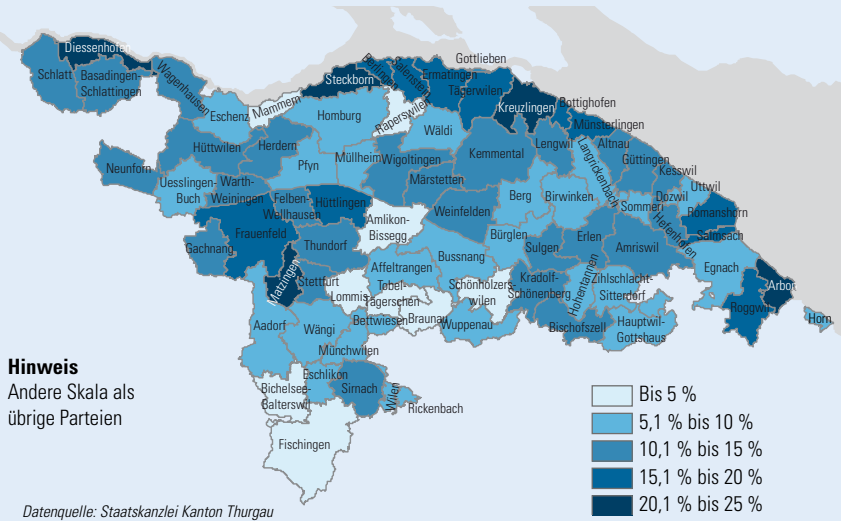 Diessenhofen
Gottlieben
Schlatt
Basadingen-
Schlattingen
Wagenhausen
Steckborn
Berlingen
Salenstein
Ermatingen
Tägerwilen
Kreuzlingen
Bottighofen
Münsterlingen
Eschenz
Mammern
Homburg
Raperswilen
Wäldi
Lengwil
Altnau
Langrickenbach
Güttingen
Kesswil
Uttwil
Dozwil
Neunforn
Hüttwilen
Herdern
Pfyn
Müllheim
Wigoltingen
Märstetten
Kemmental
Uesslingen-
Buch
Warth-
Weiningen
Felben-
Wellhausen
Hüttlingen
Amlikon-
Bissegg
Weinfelden
Berg
Birwinken
Sommeri
Hefenhofen
Romanshorn
Salmsach
Gachnang
Frauenfeld
Thundorf
Bussnang
Bürglen
Sulgen
Erlen
Amriswil
Egnach
Arbon
Matzingen
Stettfurt
Affeltrangen
Lommis
Tobel-
Tägerschen
Braunau
Schönholzers-
wilen
Kradolf-
Schönenberg
Hohentannen
Zihlschlacht-
Sitterdorf
Roggwil
Horn
Aadorf
Wängi
Bettwiesen
Wuppenau
Bischofszell
Hauptwil-
Gottshaus
Münchwilen
Eschlikon
Sirnach
Wilen
Rickenbach
Bichelsee-
Balterswil
Fischingen
Hinweis
Andere Skala als
übrige Parteien
Bis 5 %
5,1 % bis 10 %
10,1 % bis 15 %
15,1 % bis 20 %
20,1 % bis 25 %
Datenquelle: Staatskanzlei Kanton Thurgau